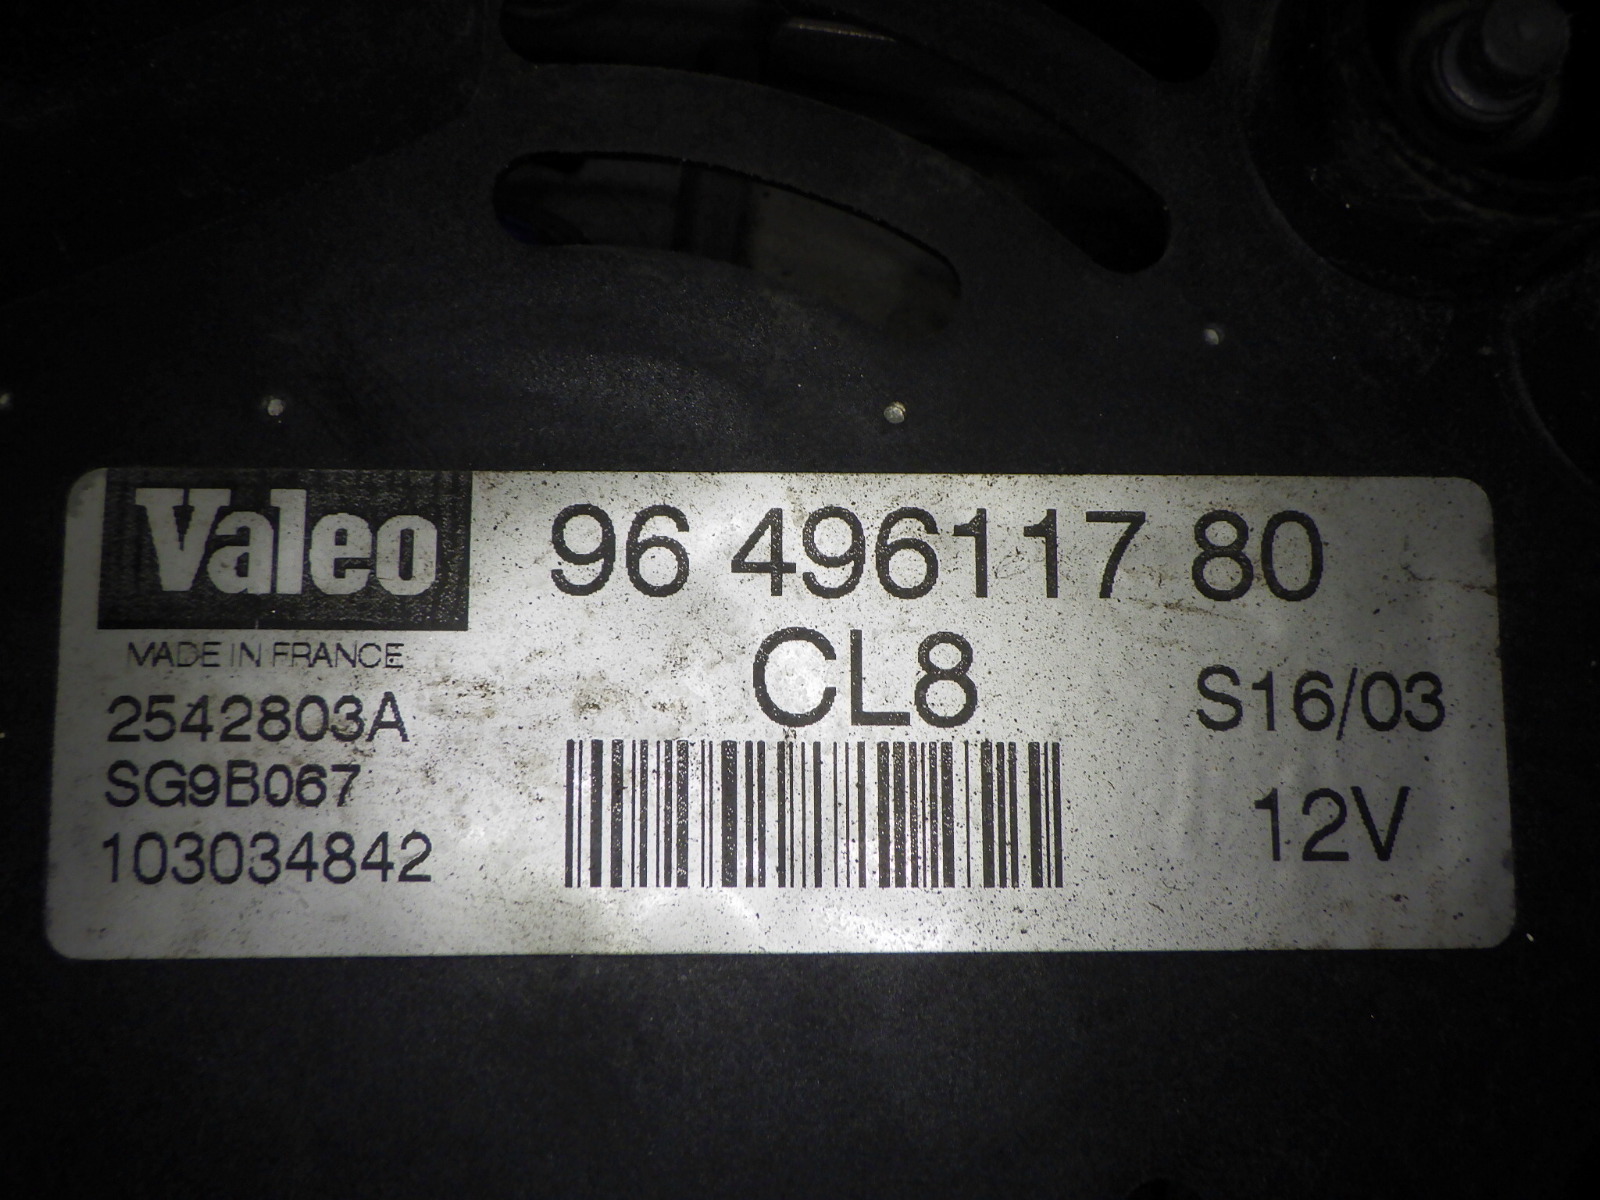 Valeo
96 496117 80
MADE IN FRANCE
CL8
2542803A
S16/03
SG9B067
12V
103034842